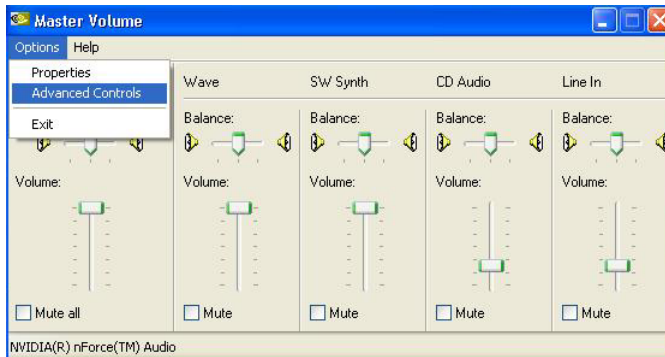 Master Volume
Options Help
Properties
Advanced Controls
Exit
Wave SW Synth CD Audio Line In
Balance: Balance: Balance: Balance:
Volume: Volume: Volume: Volume: Volume:
Mute all Mute Mute Mute Mute
NVIDIA(R) nForce(TM) Audio